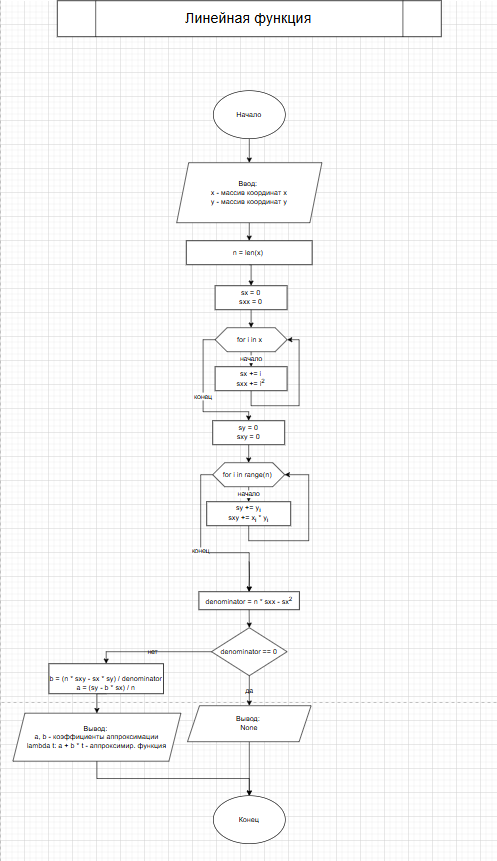 Линейная функция
Начало
Ввод:
x - массив координат x
y - массив координат y
n = len(x)
sx = 0
sxx = 0
for i in x
начало
sx += i
sxx += i²
конец
sy = 0
sxy = 0
for i in range(n)
начало
sy += yᵢ
sxy += xᵢ * yᵢ
конец
denominator = n * sxx - sx²
denominator == 0
нет
да
b = (n * sxy - sx * sy) / denominator
a = (sy - b * sx) / n
Вывод:
a, b - коэффициенты аппроксимации
lambda t: a + b * t - аппроксимир. функция
Вывод:
None
Конец